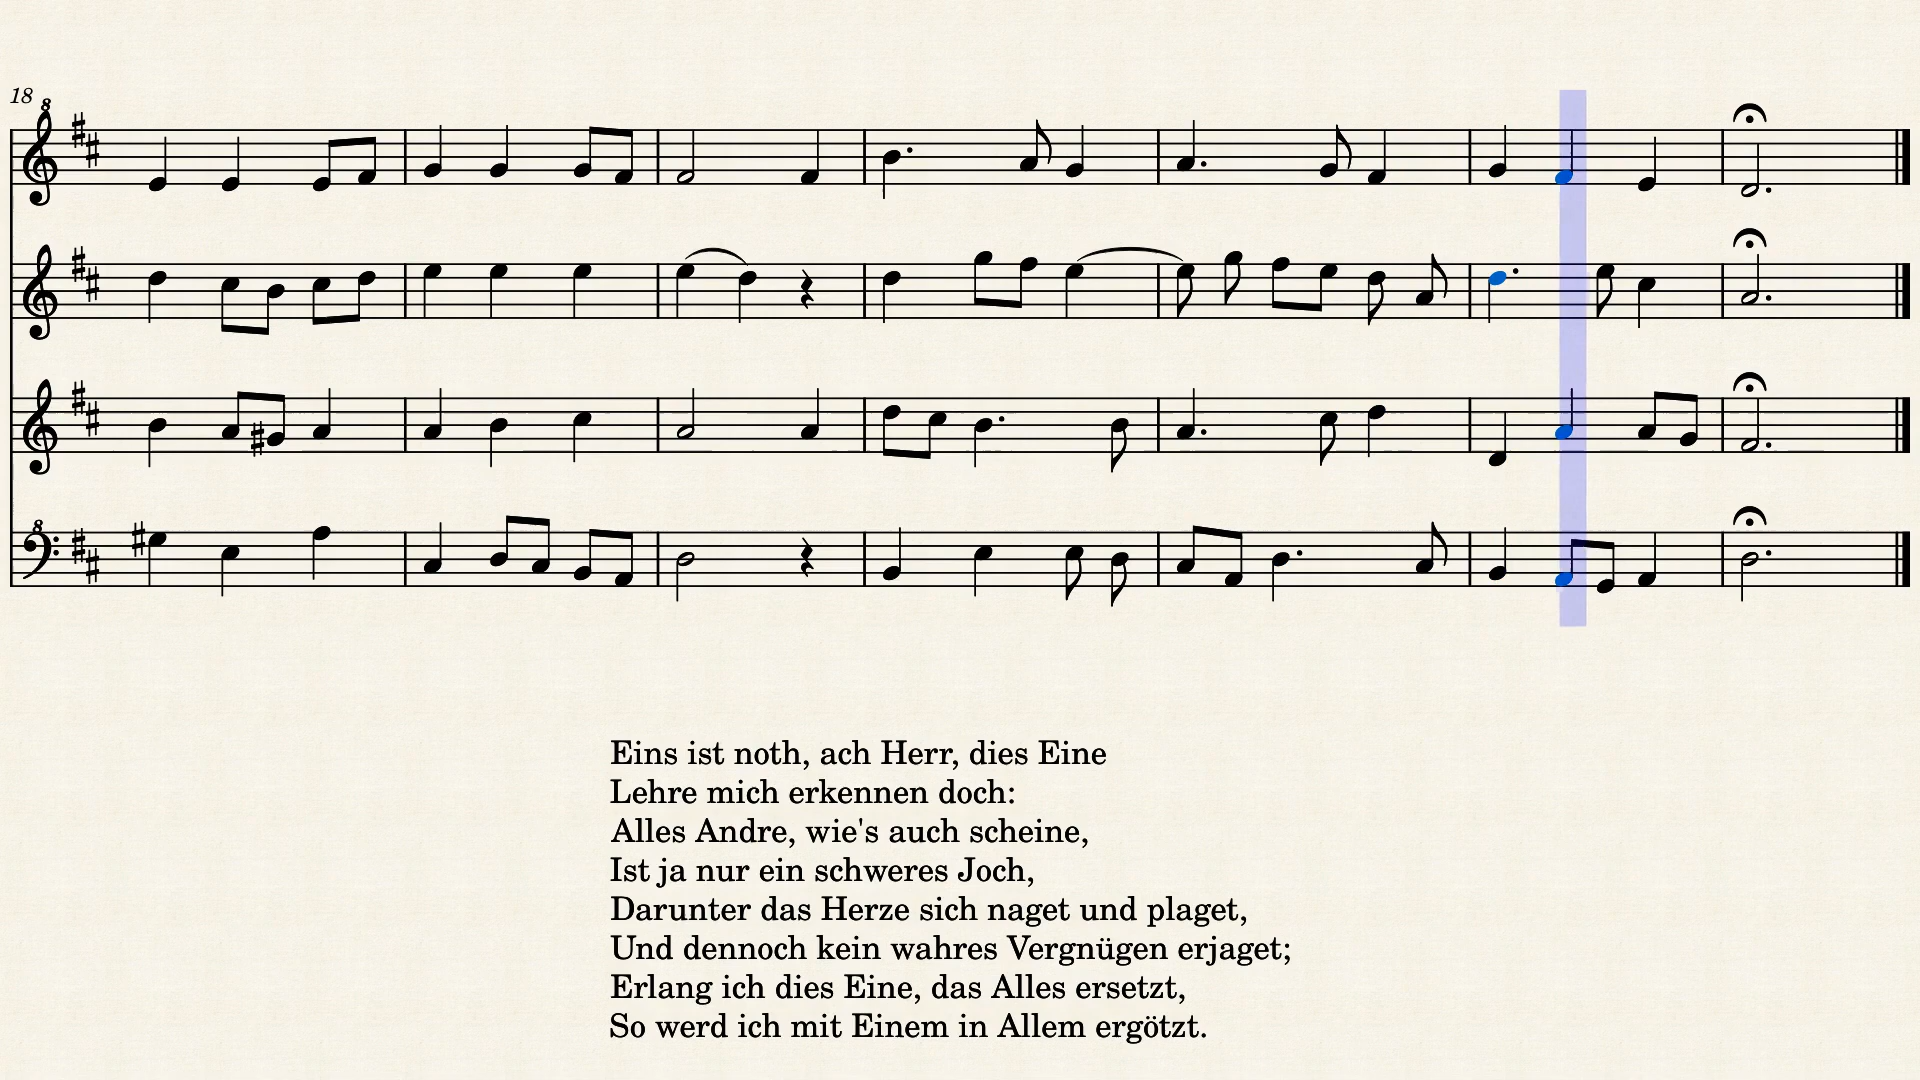 18
Eins ist noth, ach Herr, dies Eine
Lehre mich erkennen doch:
Alles Andre, wie's auch scheine,
Ist ja nur ein schweres Joch,
Darunter das Herze sich naget und plaget,
Und dennoch kein wahres Vergnügen erjaget;
Erlang ich dies Eine, das Alles ersetzt,
So werd ich mit Einem in Allem ergötzt.